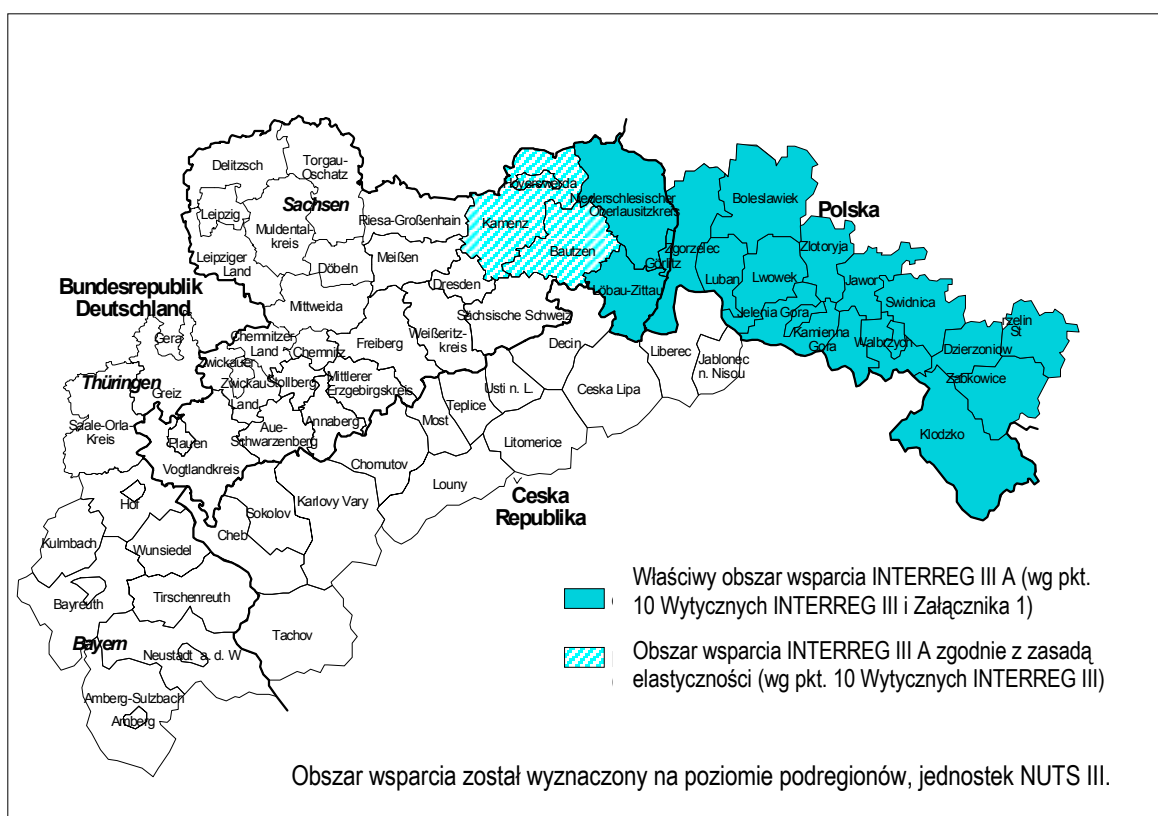 Delitzsch
Torgau-
Oschatz
Sachsen
Leipzig
Muldental-
kreis
Leipziger
Land
Döbeln
Mittweida
Riesa-Großenhain
Meißen
Dresden
Hoyerswerda
Kamenz
Bautzen
Niederschlesischer
Oberlausitzkreis
Görlitz
Löbau-Zittau
Sächsische Schweiz
Weißeritz-
kreis
Freiberg
Bundesrepublik
Deutschland
Gera
Thüringen
Greiz
Saale-Orla-
Kreis
Chemnitzer
Land
Chemnitz
Zwickauer
Zwickau
Land
Stollberg
Mittlerer
Erzgebirgskreis
Aue-
Schwarzenberg
Annaberg
Plauen
Vogtlandkreis
Polska
Boleslawiek
Zgorzelec
Luban
Lwowek
Zlotoryja
Jawor
Swidnica
Jelenia Gora
Kamienna
Gora
Walbrzych
Dzierzoniów
rzelin
St
Zabkowice
Klodzko
Decin
Liberec
Jablonec
n. Nisou
Ceska Lipa
Usti n. L.
Teplice
Most
Litomerice
Chomutov
Louny
Karlovy Vary
Sokolov
Cheb
Tachov
Ceska
Republika
Hof
Kulmbach
Wunsiedel
Bayreuth
Tirschenreuth
Bayern
Neustadt a. d. W
Amberg-Sulzbach
Amberg
Właściwy obszar wsparcia INTERREG III A (wg pkt.
10 Wytycznych INTERREG III i Załącznika 1)
Obszar wsparcia INTERREG III A zgodnie z zasadą
elastyczności (wg pkt. 10 Wytycznych INTERREG III)
Obszar wsparcia został wyznaczony na poziomie podregionów, jednostek NUTS III.